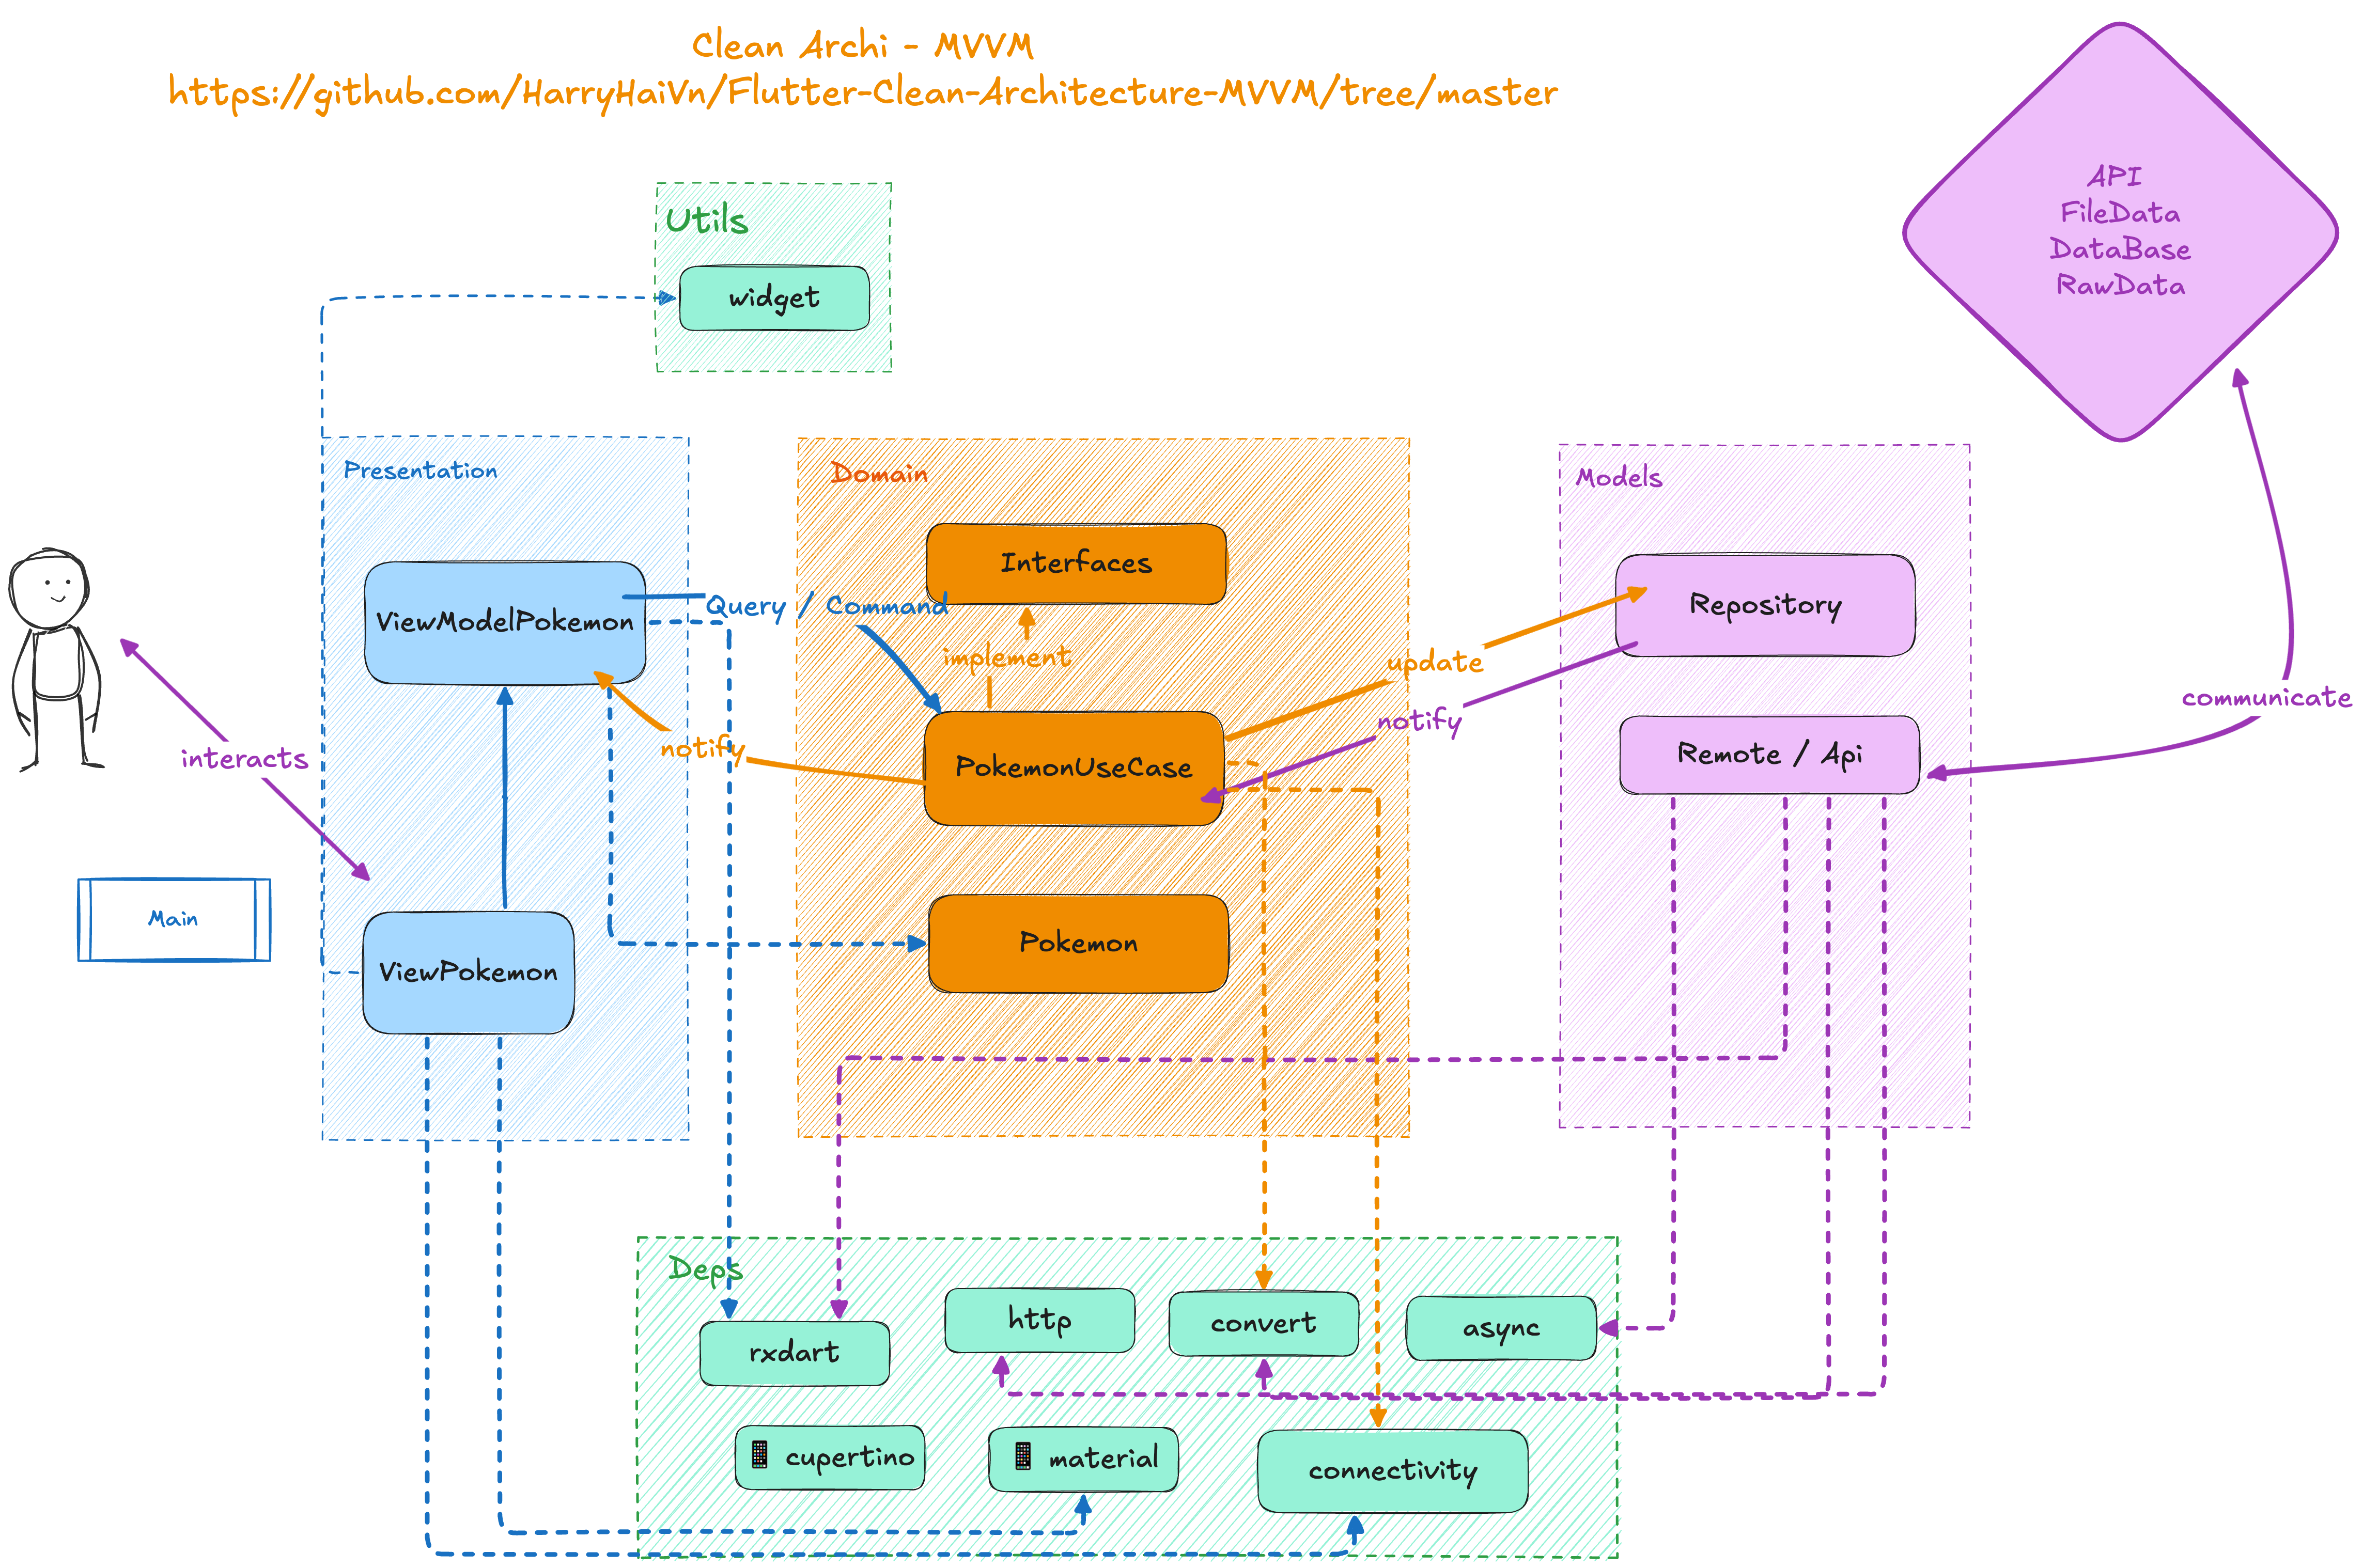 Clean Archi - MVVM
https://github.com/HarryHaiVn/Flutter-Clean-Architecture-MVVM/tree/master
API
FileData
DataBase
RawData
Utils
widget
Presentation
Domain
Models
Interfaces
ViewModelPokemon
Query / Command
Repository
implement
update
communicate
notify
notify
interacts
PokemonUseCase
Remote / Api
Main
Pokemon
ViewPokemon
Deps
http
convert
async
rxdart
cupertino
material
connectivity